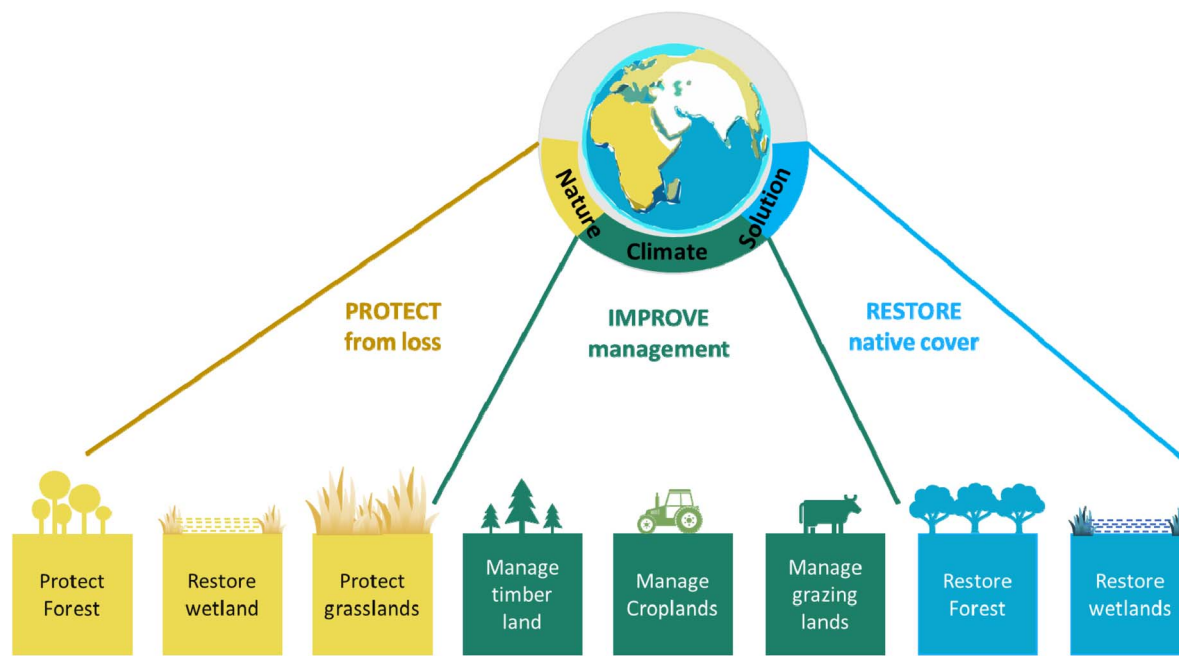 Nature
Climate
Solution
PROTECT
from loss
IMPROVE
management
RESTORE
native cover
Protect
Forest
Restore
wetland
Protect
grasslands
Manage
timber
land
Manage
Croplands
Manage
grazing
lands
Restore
Forest
Restore
wetlands